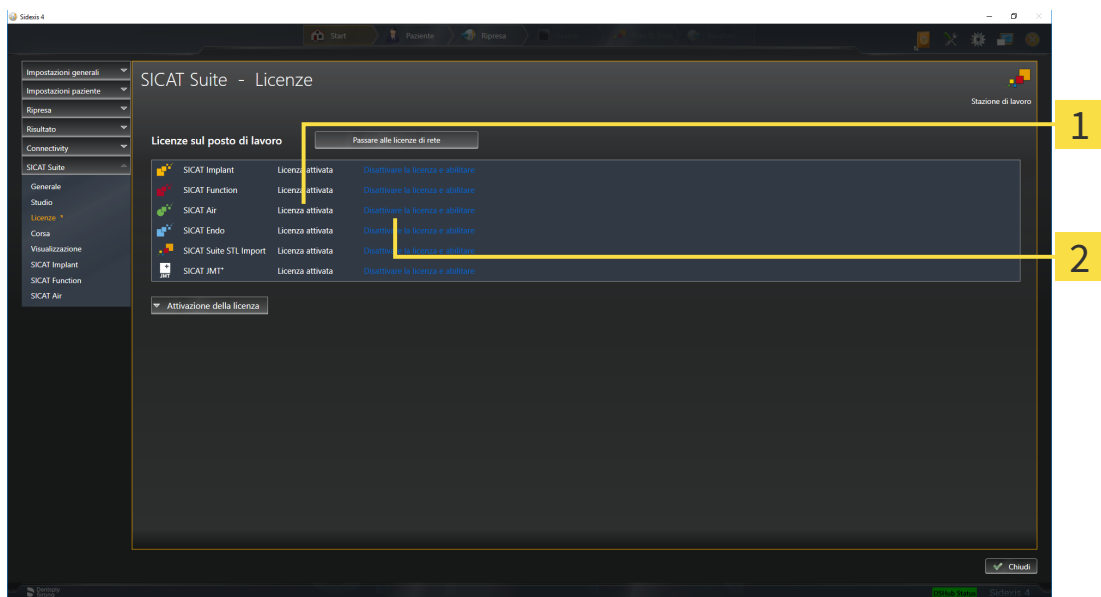 Sidexis 4
Start
Paziente
Ripresa
Impostazioni generali
Impostazioni paziente
Ripresa
Risultato
Connectivity
SICAT Suite
Generale
Studio
Licenze *
Corsa
Visualizzazione
SICAT Implant
SICAT Function
SICAT Air
SICAT Suite - Licenze
Stazione di lavoro
Licenze sul posto di lavoro
Passare alle licenze di rete
SICAT Implant Licenza attivata Disattivare la licenza e abilitare
SICAT Function Licenza attivata Disattivare la licenza e abilitare
SICAT Air Licenza attivata Disattivare la licenza e abilitare
SICAT Endo Licenza attivata Disattivare la licenza e abilitare
SICAT Suite STL Import Licenza attivata Disattivare la licenza e abilitare
JMT SICAT JMT+ Licenza attivata Disattivare la licenza e abilitare
Attivazione della licenza
1
2
Chiudi
Dentsply
Sirona
Hub Status
Sidexis 4